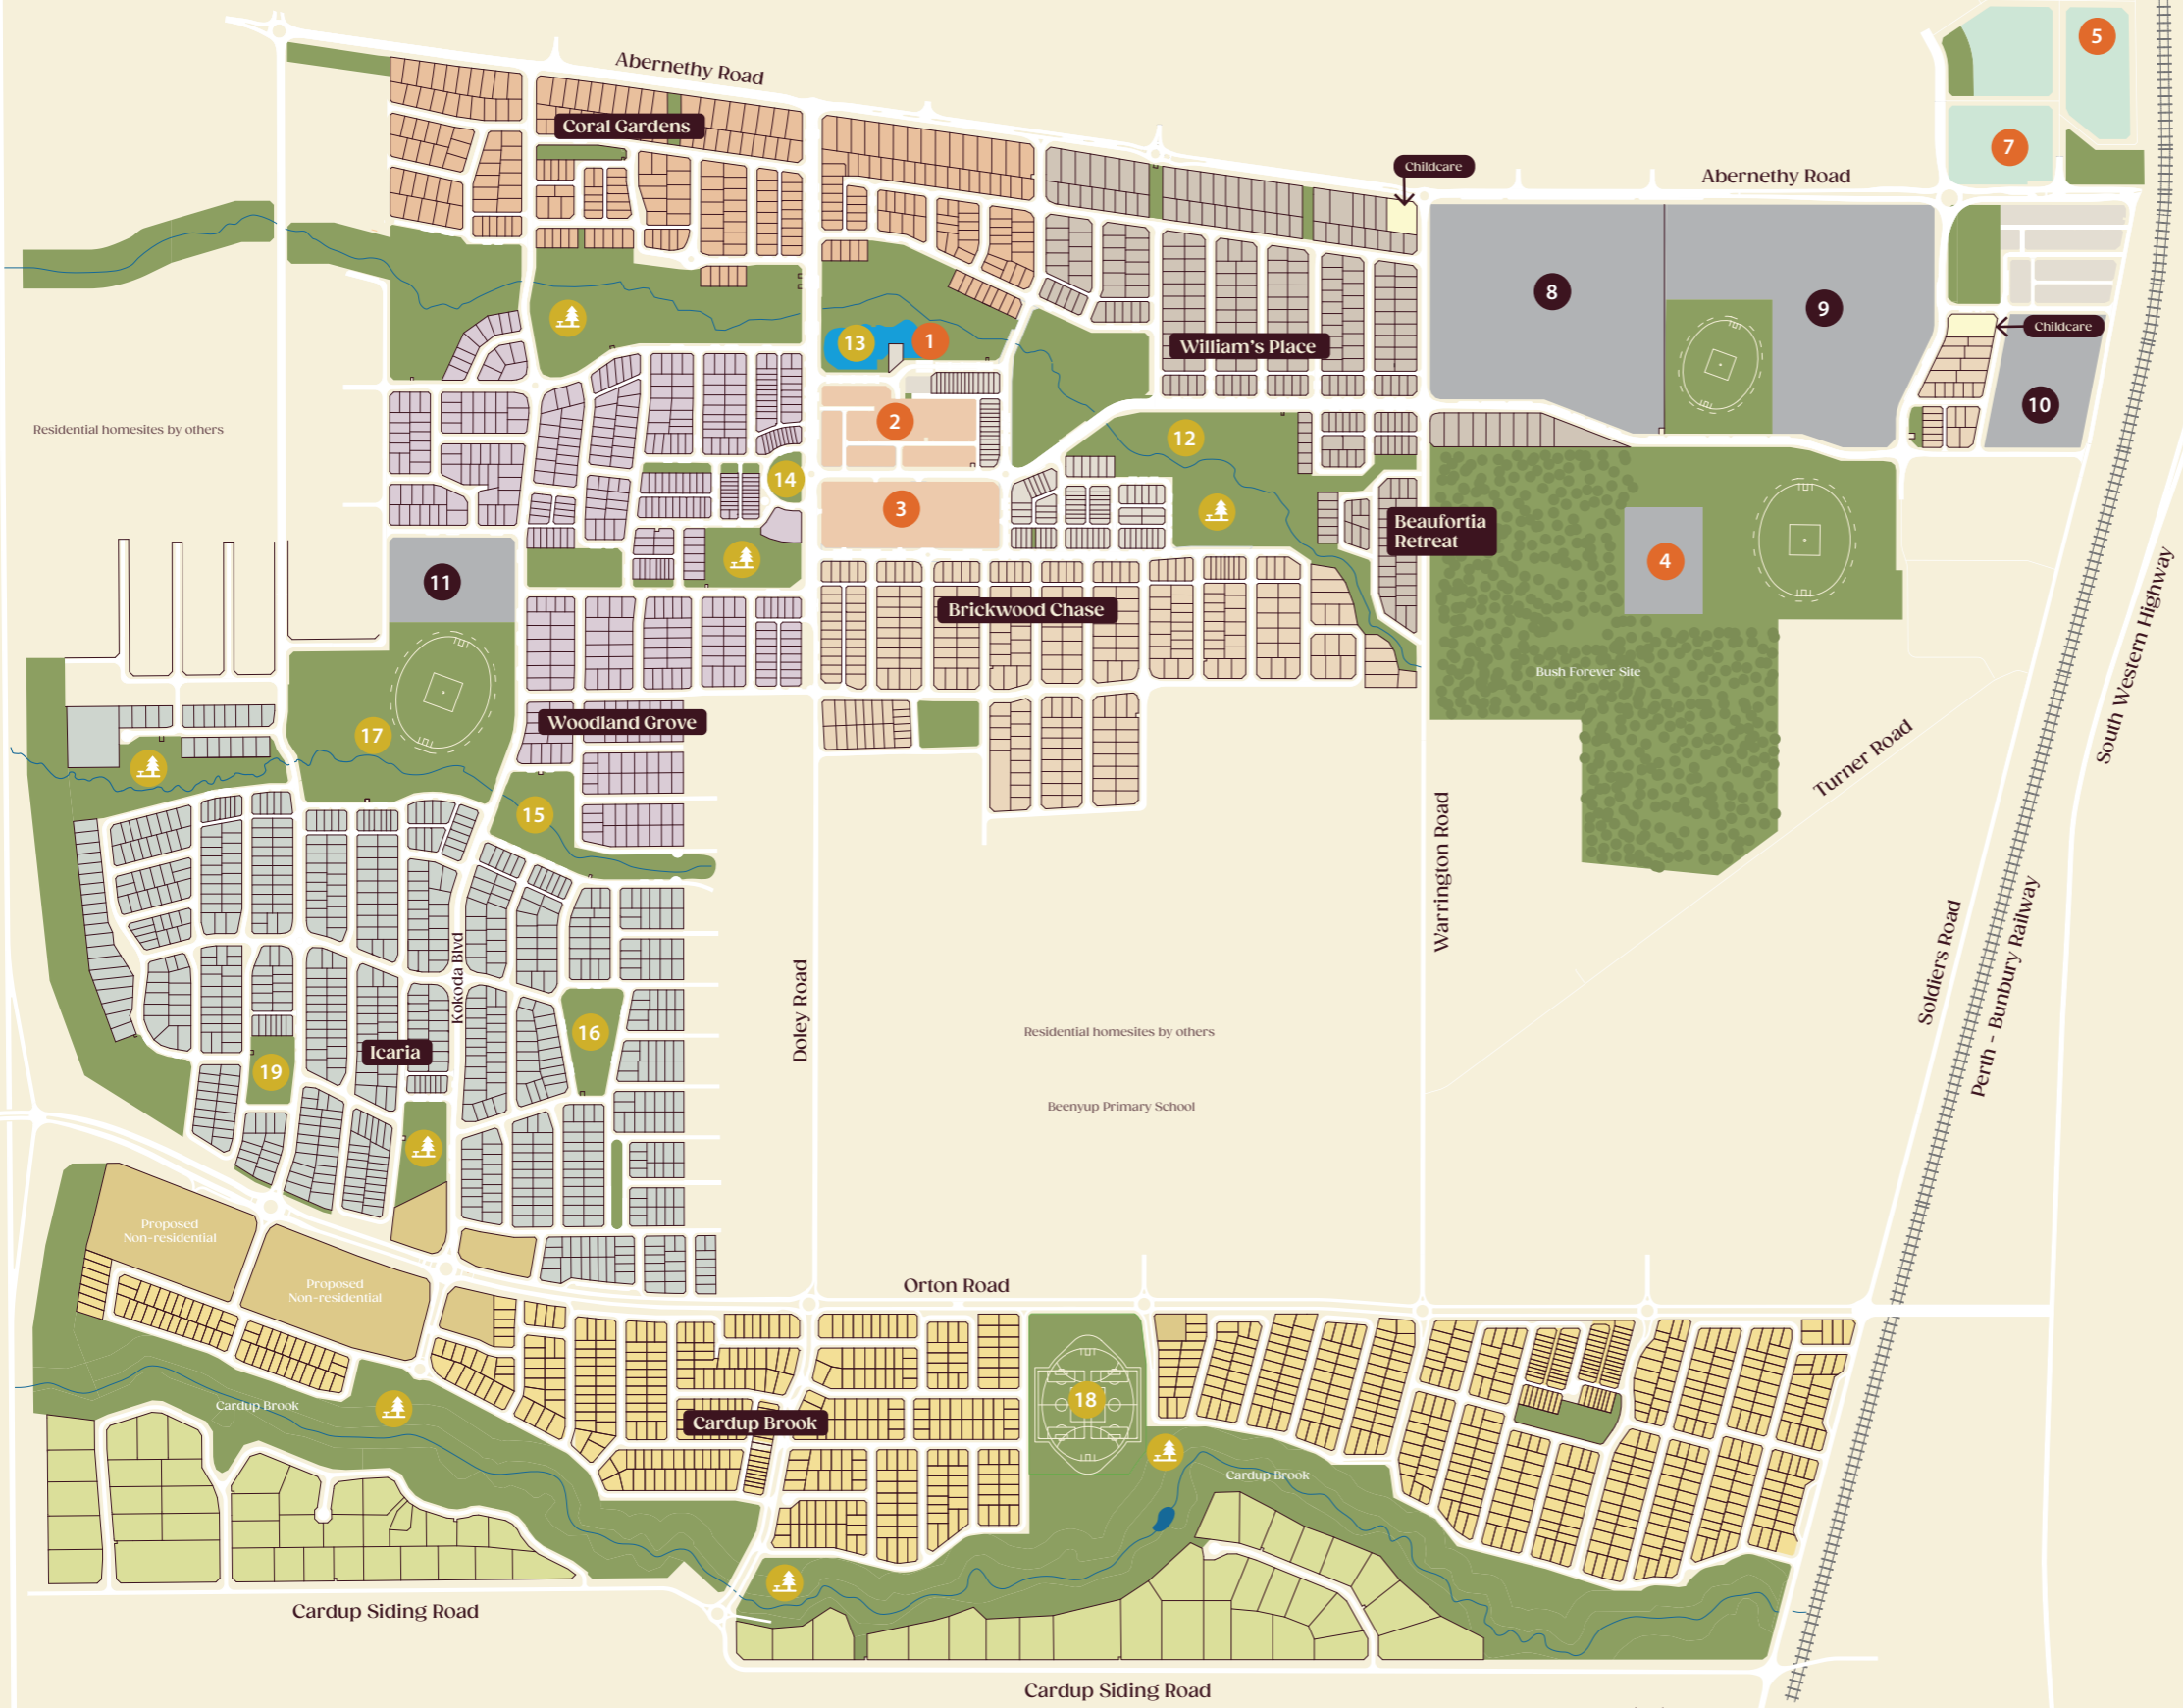 5
Abernethy Road
Coral Gardens
7
Childcare
Abernethy Road
8
9
13
1
William's Place
Childcare
10
2
12
Residential homesites by others
14
3
Beaufortia
Retreat
4
11
Brickwood Chase
Bush Forever Site
South Western Highway
17
Woodland Grove
Turner Road
15
Warrington Road
Kokoda Blvd
Soldiers Road
Perth - Bunbury Railway
Doley Road
16
Residential homesites by others
Icaria
19
Beenyup Primary School
Proposed
Non-residential
Proposed
Non-residential
Orton Road
18
Cardup Brook
Cardup Brook
Cardup Brook
Cardup Siding Road
Cardup Siding Road